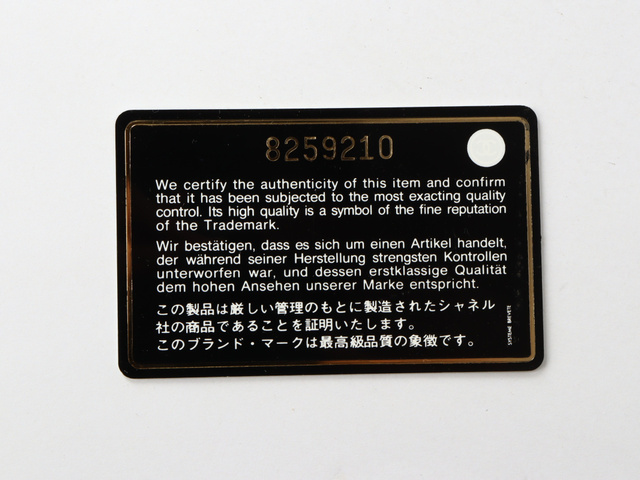 8259210
We certify the authenticity of this item and confirm
that it has been subjected to the most exacting quality
control. Its high quality is a symbol of the fine reputation
of the Trademark.
Wir bestätigen, dass es sich um einen Artikel handelt,
der während seiner Herstellung strengsten Kontrollen
unterworfen war, und dessen erstklassige Qualität
dem hohen Ansehen unserer Marke entspricht.
この製品は厳しい管理のもとに製造されたシャネル
社の商品であることを証明いたします。
このブランド・マークは最高級品質の象徴です。
SYSTEME BREVETE